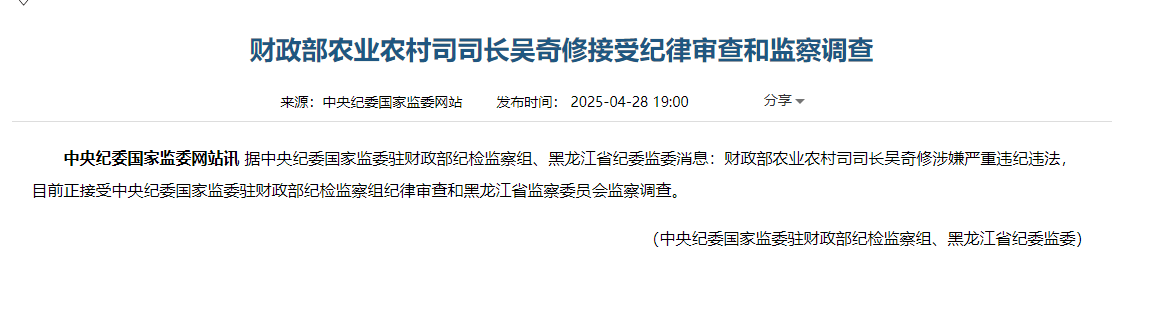 财政部农业农村司司长吴奇修接受纪律审查和监察调查
来源：中央纪委国家监委网站 发布时间： 2025-04-28 19:00 分享
中央纪委国家监委网站讯 据中央纪委国家监委驻财政部纪检监察组、黑龙江省纪委监委消息：财政部农业农村司司长吴奇修涉嫌严重违纪违法，
目前正接受中央纪委国家监委驻财政部纪检监察组纪律审查和黑龙江省监察委员会监察调查。
（中央纪委国家监委驻财政部纪检监察组、黑龙江省纪委监委）